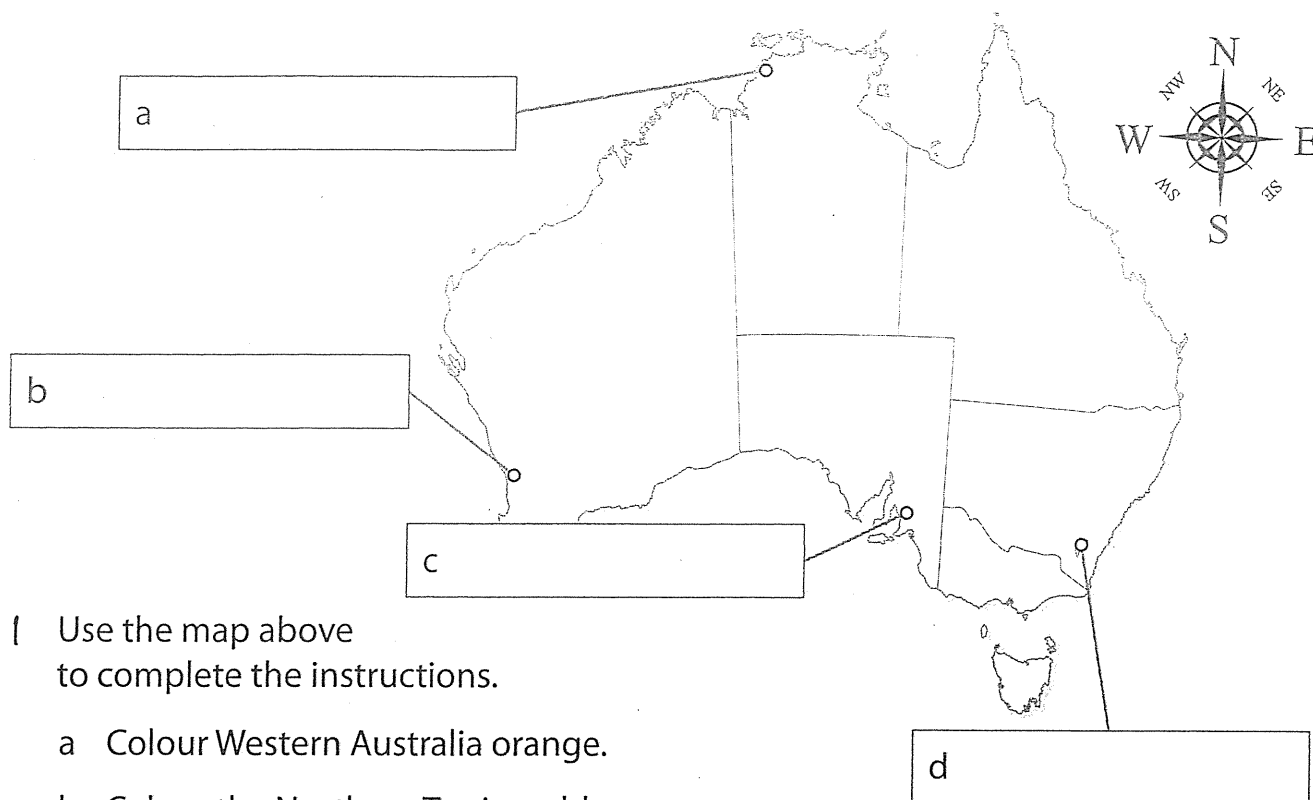 N
NW
NE
W
E
SW
SE
S
a
b
c
d
1 Use the map above
to complete the instructions.
a Colour Western Australia orange.